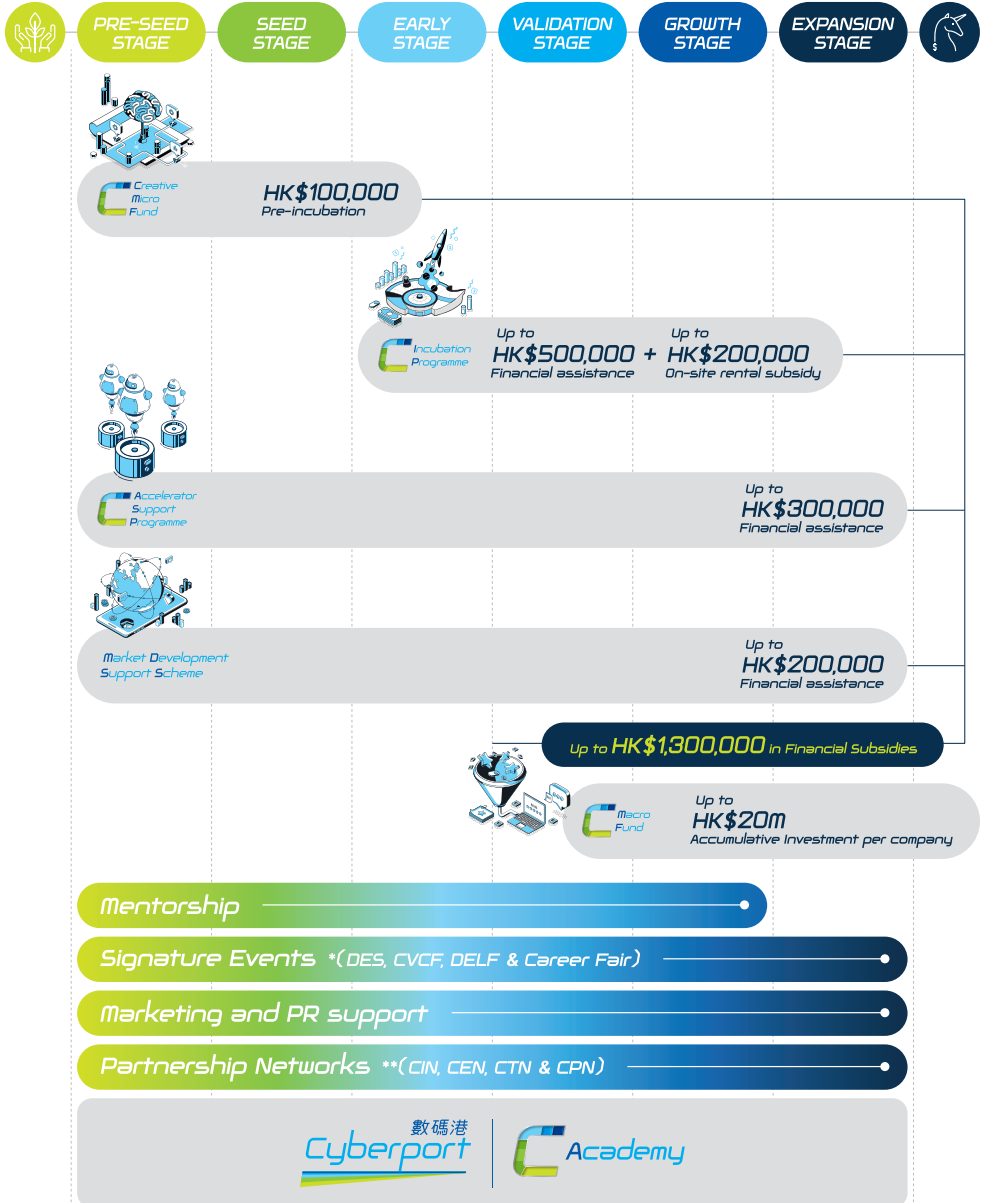 PRE-SEED
STAGE
SEED
STAGE
EARLY
STAGE
VALIDATION
STAGE
GROWTH
STAGE
EXPANSION
STAGE
$
Creative
Micro
Fund
HK$100,000
Pre-incubation
Incubation
Programme
Up to
HK$500,000
Financial assistance
+
Up to
HK$200,000
On-site rental subsidy
Accelerator
Support
Programme
Up to
HK$300,000
Financial assistance
Market Development
Support Scheme
Up to
HK$200,000
Financial assistance
Up to HK$1,300,000 in Financial Subsidies
Macro
Fund
Up to
HK$20m
Accumulative Investment per company
Mentorship
Signature Events *(DES, CVCF, DELF & Career Fair)
Marketing and PR support
Partnership Networks **(CIN, CEN, CTN & CPN)
數碼港
Cyberport
C Academy